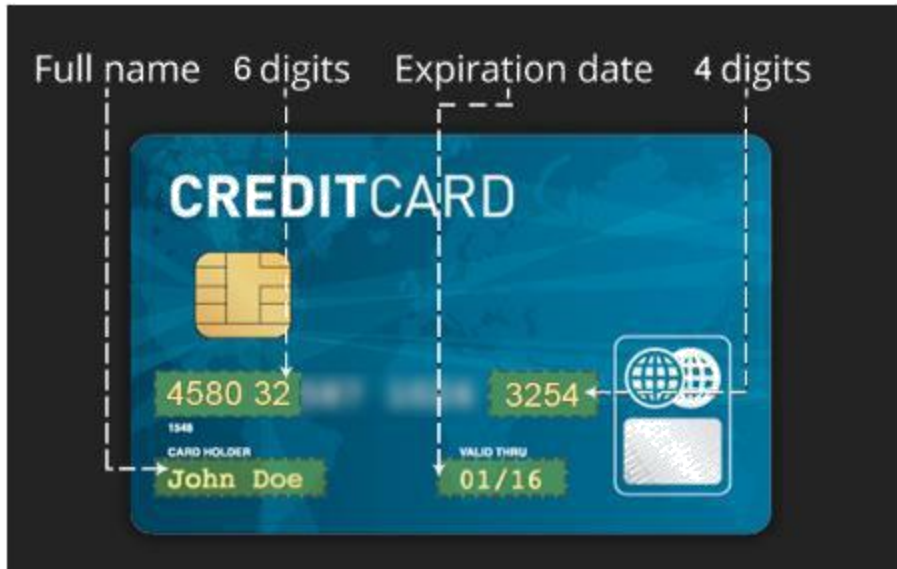 Full name 6 digits Expiration date 4 digits
CREDITCARD
4580 32 3254
1548
CARD HOLDER VALID THRU
John Doe 01/16